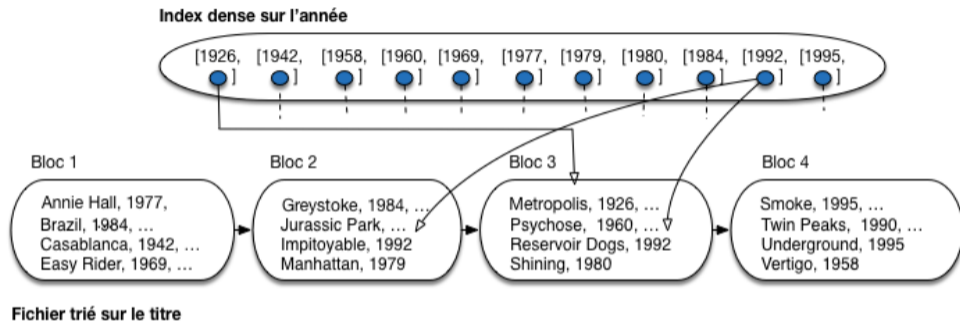 Index dense sur l'année
[1926, [1942, [1958, [1960, [1969, [1977, [1979, [1980, [1984, [1992, [1995,
] ] ] ] ] ] ] ] ] ] ]
Bloc 1 Bloc 2 Bloc 3 Bloc 4
Annie Hall, 1977,
Brazil, 1984, ...
Casablanca, 1942, ...
Easy Rider, 1969, ...
Greystoke, 1984, ...
Jurassic Park, ...
Impitoyable, 1992
Manhattan, 1979
Metropolis, 1926, ...
Psychose, 1960, ...
Reservoir Dogs, 1992
Shining, 1980
Smoke, 1995, ...
Twin Peaks, 1990, ...
Underground, 1995
Vertigo, 1958
Fichier trié sur le titre